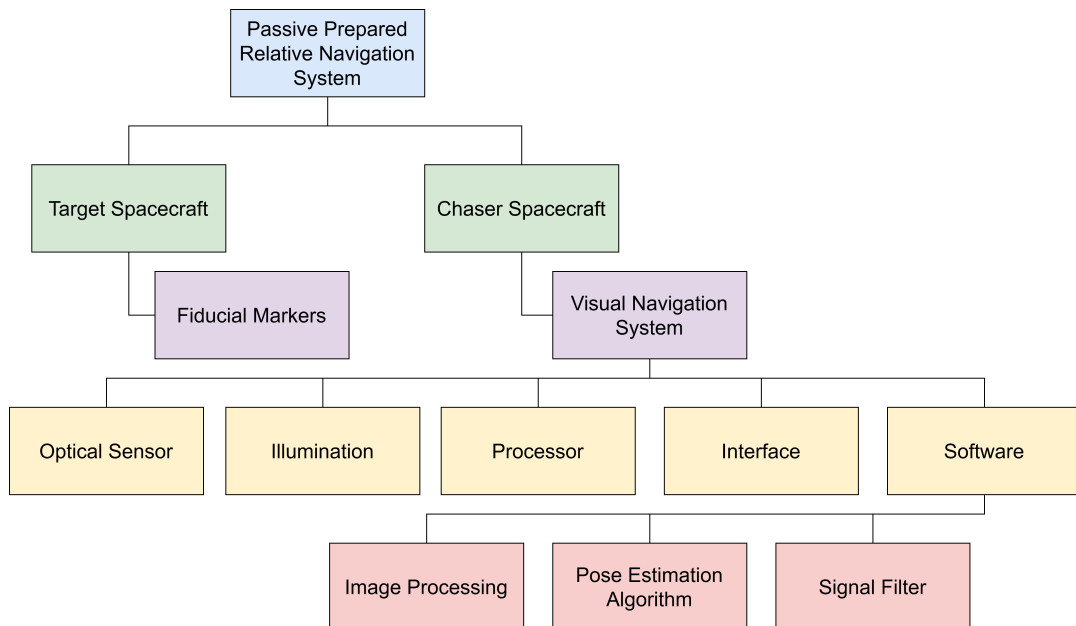 Passive Prepared
Relative Navigation
System
Target Spacecraft
Chaser Spacecraft
Fiducial Markers
Visual Navigation
System
Optical Sensor
Illumination
Processor
Interface
Software
Image Processing
Pose Estimation
Algorithm
Signal Filter